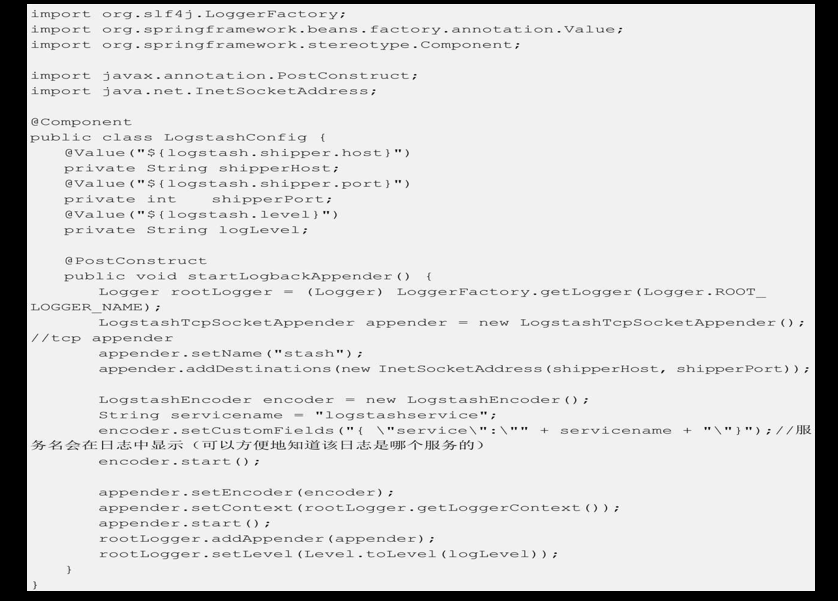 import org.slf4j.LoggerFactory;
import org.springframework.beans.factory.annotation.Value;
import org.springframework.stereotype.Component;

import javax.annotation.PostConstruct;
import java.net.InetSocketAddress;

@Component
public class LogstashConfig {
    @Value("${logstash.shipper.host}")
    private String shipperHost;
    @Value("${logstash.shipper.port}")
    private int    shipperPort;
    @Value("${logstash.level}")
    private String logLevel;

    @PostConstruct
    public void startLogbackAppender() {
        Logger rootLogger = (Logger) LoggerFactory.getLogger(Logger.ROOT_
LOGGER_NAME);
        LogstashTcpSocketAppender appender = new LogstashTcpSocketAppender();
//tcp appender
        appender.setName("stash");
        appender.addDestinations(new InetSocketAddress(shipperHost, shipperPort));

        LogstashEncoder encoder = new LogstashEncoder();
        String servicename = "logstashservice";
        encoder.setCustomFields("{ \"service\":\"" + servicename + "\"}");//服
务名会在日志中显示（可以方便地知道该日志是哪个服务的）
        encoder.start();

        appender.setEncoder(encoder);
        appender.setContext(rootLogger.getLoggerContext());
        appender.start();
        rootLogger.addAppender(appender);
        rootLogger.setLevel(Level.toLevel(logLevel));
    }
}